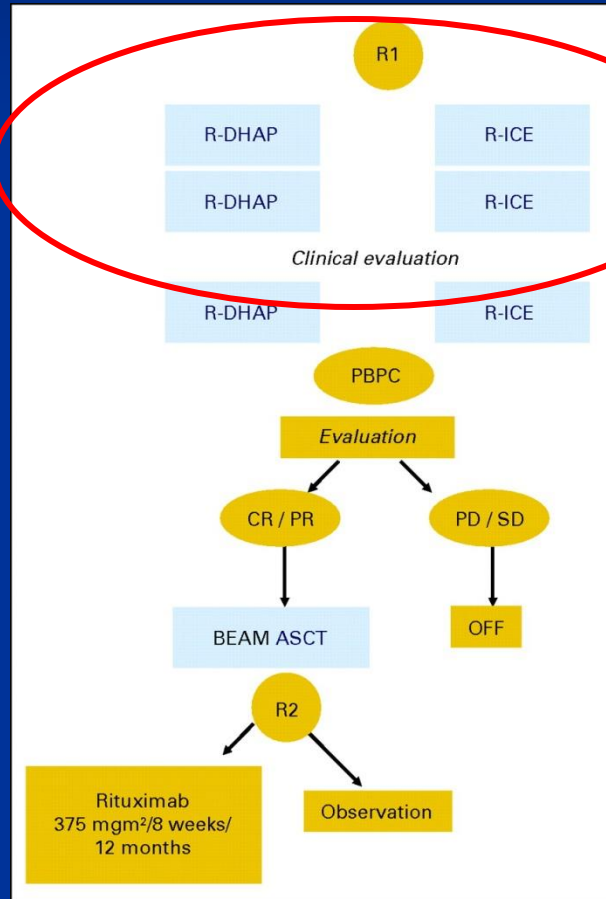 R1
R-DHAP
R-ICE
R-DHAP
R-ICE
Clinical evaluation
R-DHAP
R-ICE
PBPC
Evaluation
CR / PR
PD / SD
BEAM ASCT
OFF
R2
Rituximab
375 mgm²/8 weeks/
12 months
Observation